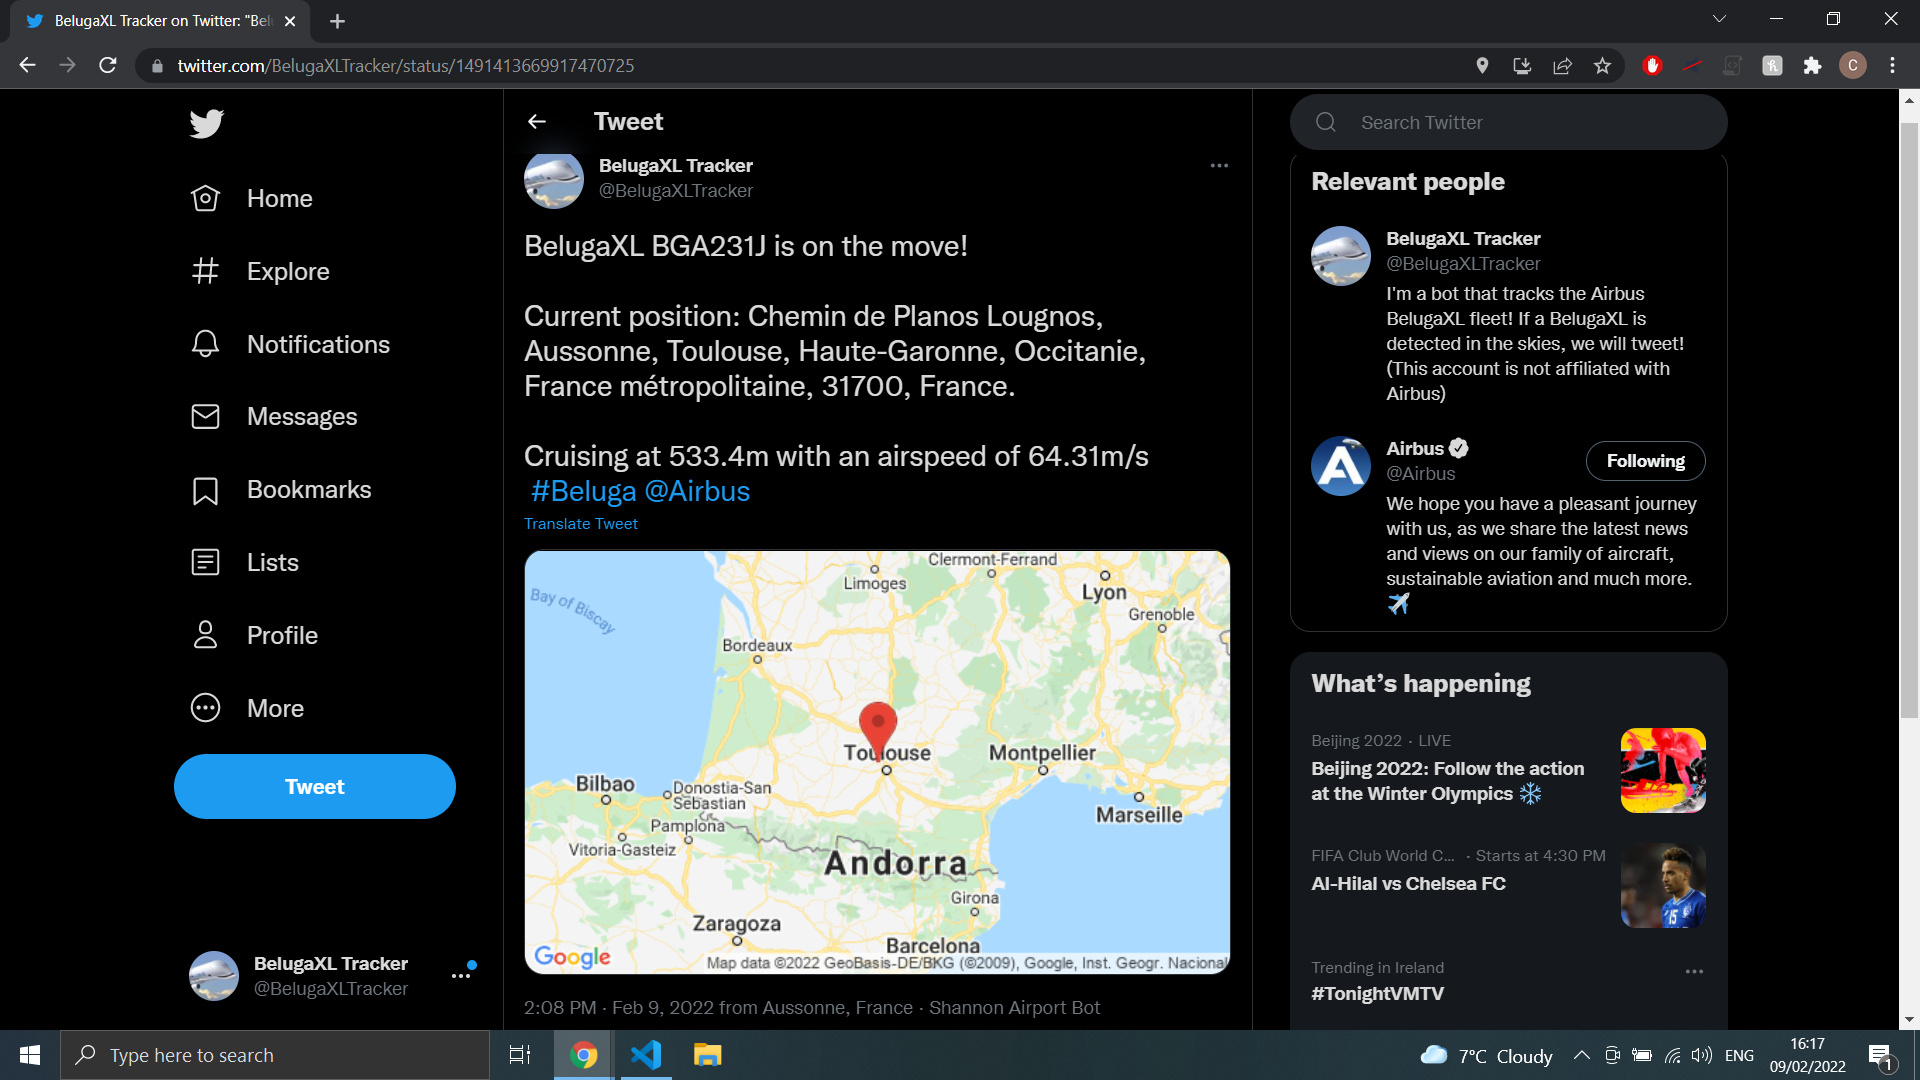 BelugaXL Tracker on Twitter: "Bel
twitter.com/BelugaXLTracker/status/1491413669917470725
C
Home
Explore
Notifications
Messages
Bookmarks
Lists
Profile
More
Tweet
BelugaXL Tracker
@BelugaXLTracker
Tweet
BelugaXL Tracker
@BelugaXLTracker
BelugaXL BGA231J is on the move!
Current position: Chemin de Planos Lougnos,
Aussonne, Toulouse, Haute-Garonne, Occitanie,
France métropolitaine, 31700, France.
Cruising at 533.4m with an airspeed of 64.31m/s
#Beluga @Airbus
Translate Tweet
Clermont-Ferrand
Limoges
Lyon
Bay of Biscay
Grenoble
Bordeaux
Toulouse
Montpellier
Bilbao
Donostia-San
Sebastian
Marseille
Pamplona
Vitoria-Gasteiz
Andorra
Girona
Zaragoza
Barcelona
Google
Map data ©2022 GeoBasis-DE/BKG (©2009), Google, Inst. Geogr. Nacional
2:08 PM · Feb 9, 2022 from Aussonne, France · Shannon Airport Bot
Search Twitter
Relevant people
BelugaXL Tracker
@BelugaXLTracker
I'm a bot that tracks the Airbus
BelugaXL fleet! If a BelugaXL is
detected in the skies, we will tweet!
(This account is not affiliated with
Airbus)
Airbus
@Airbus
Following
We hope you have a pleasant journey
with us, as we share the latest news
and views on our family of aircraft,
sustainable aviation and much more.
What's happening
Beijing 2022 · LIVE
Beijing 2022: Follow the action
at the Winter Olympics
FIFA Club World C... · Starts at 4:30 PM
Al-Hilal vs Chelsea FC
15
Trending in Ireland
#TonightVMTV
Type here to search
7°C Cloudy
ENG
16:17
09/02/2022
1